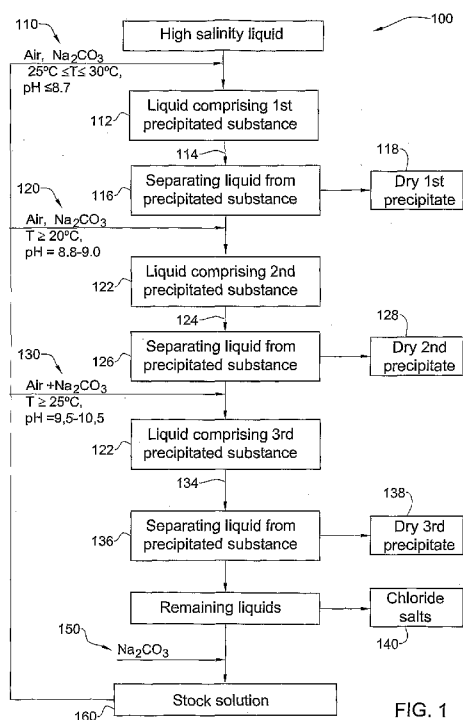 High salinity liquid
100
110
Air, Na2CO3
25ºC ≤T≤ 30ºC,
pH ≤8.7
Liquid comprising 1st
precipitated substance
112
114
118
Separating liquid from
precipitated substance
116
Dry 1st
precipitate
120
Air, Na2CO3
T ≥ 20ºC,
pH = 8.8-9.0
Liquid comprising 2nd
precipitated substance
122
124
128
Separating liquid from
precipitated substance
126
Dry 2nd
precipitate
130
Air +Na2CO3
T ≥ 25ºC,
pH =9,5-10,5
Liquid comprising 3rd
precipitated substance
122
134
138
Separating liquid from
precipitated substance
136
Dry 3rd
precipitate
Remaining liquids
Chloride
salts
140
150
Na2CO3
Stock solution
160
FIG. 1